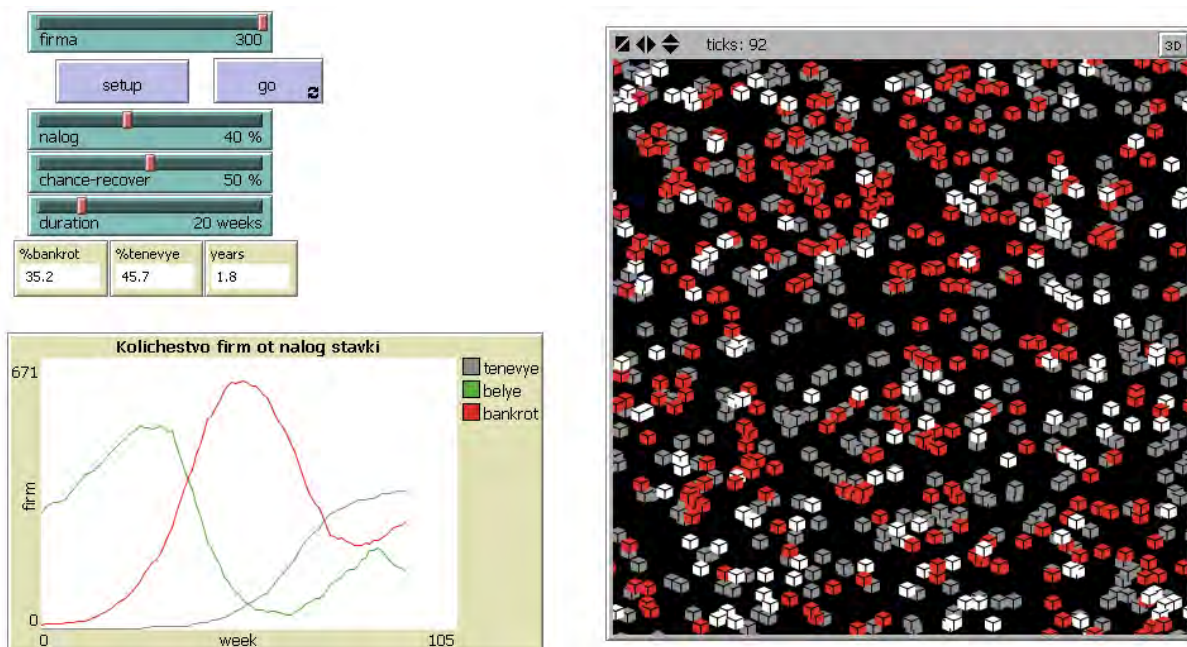 firma 300
setup
go
nalog 40 %
chance-recover 50 %
duration 20 weeks
%bankrot %tenevye years
35.2 45.7 1.8
Kolichestvo firm ot nalog stavki
671
firm
0
0 week 105
tenevye
belye
bankrot
ticks: 92
3D